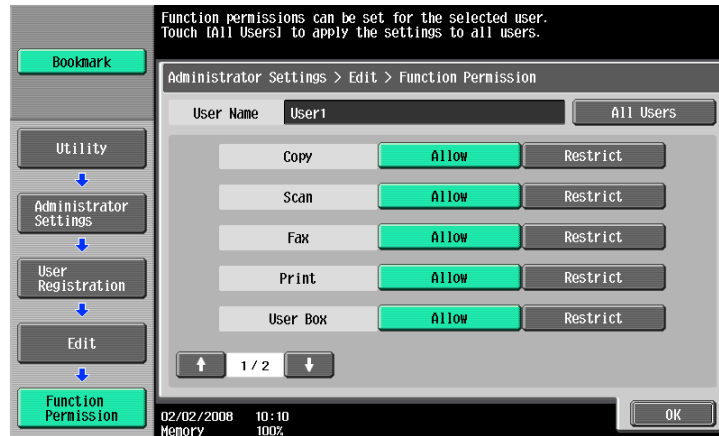 Function permissions can be set for the selected user.
Touch [All Users] to apply the settings to all users.
Bookmark
Administrator Settings > Edit > Function Permission
User Name User1 All Users
Utility
Administrator
Settings
User
Registration
Edit
Function
Permission
Copy Allow Restrict
Scan Allow Restrict
Fax Allow Restrict
Print Allow Restrict
User Box Allow Restrict
1/2
02/02/2008 10:10
Memory 100%
OK